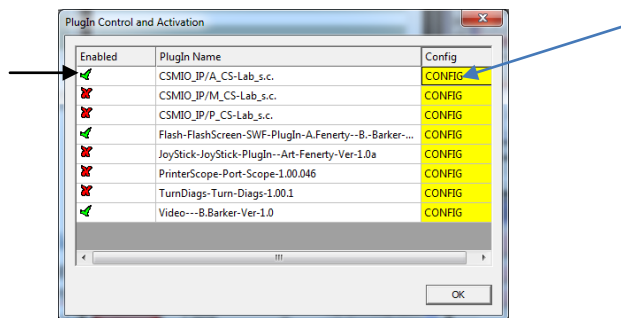 PlugIn Control and Activation
Enabled PlugIn Name Config
CSMIO_IP/A_CS-Lab_s.c. CONFIG
CSMIO_IP/M_CS-Lab_s.c. CONFIG
CSMIO_IP/P_CS-Lab_s.c. CONFIG
Flash-FlashScreen-SWF-PlugIn-A.Fenerty--B.-Barker-... CONFIG
JoyStick-JoyStick-PlugIn--Art-Fenerty-Ver-1.0a CONFIG
PrinterScope-Port-Scope-1.00.046 CONFIG
TurnDiags-Turn-Diags-1.00.1 CONFIG
Video---B.Barker-Ver-1.0 CONFIG
OK